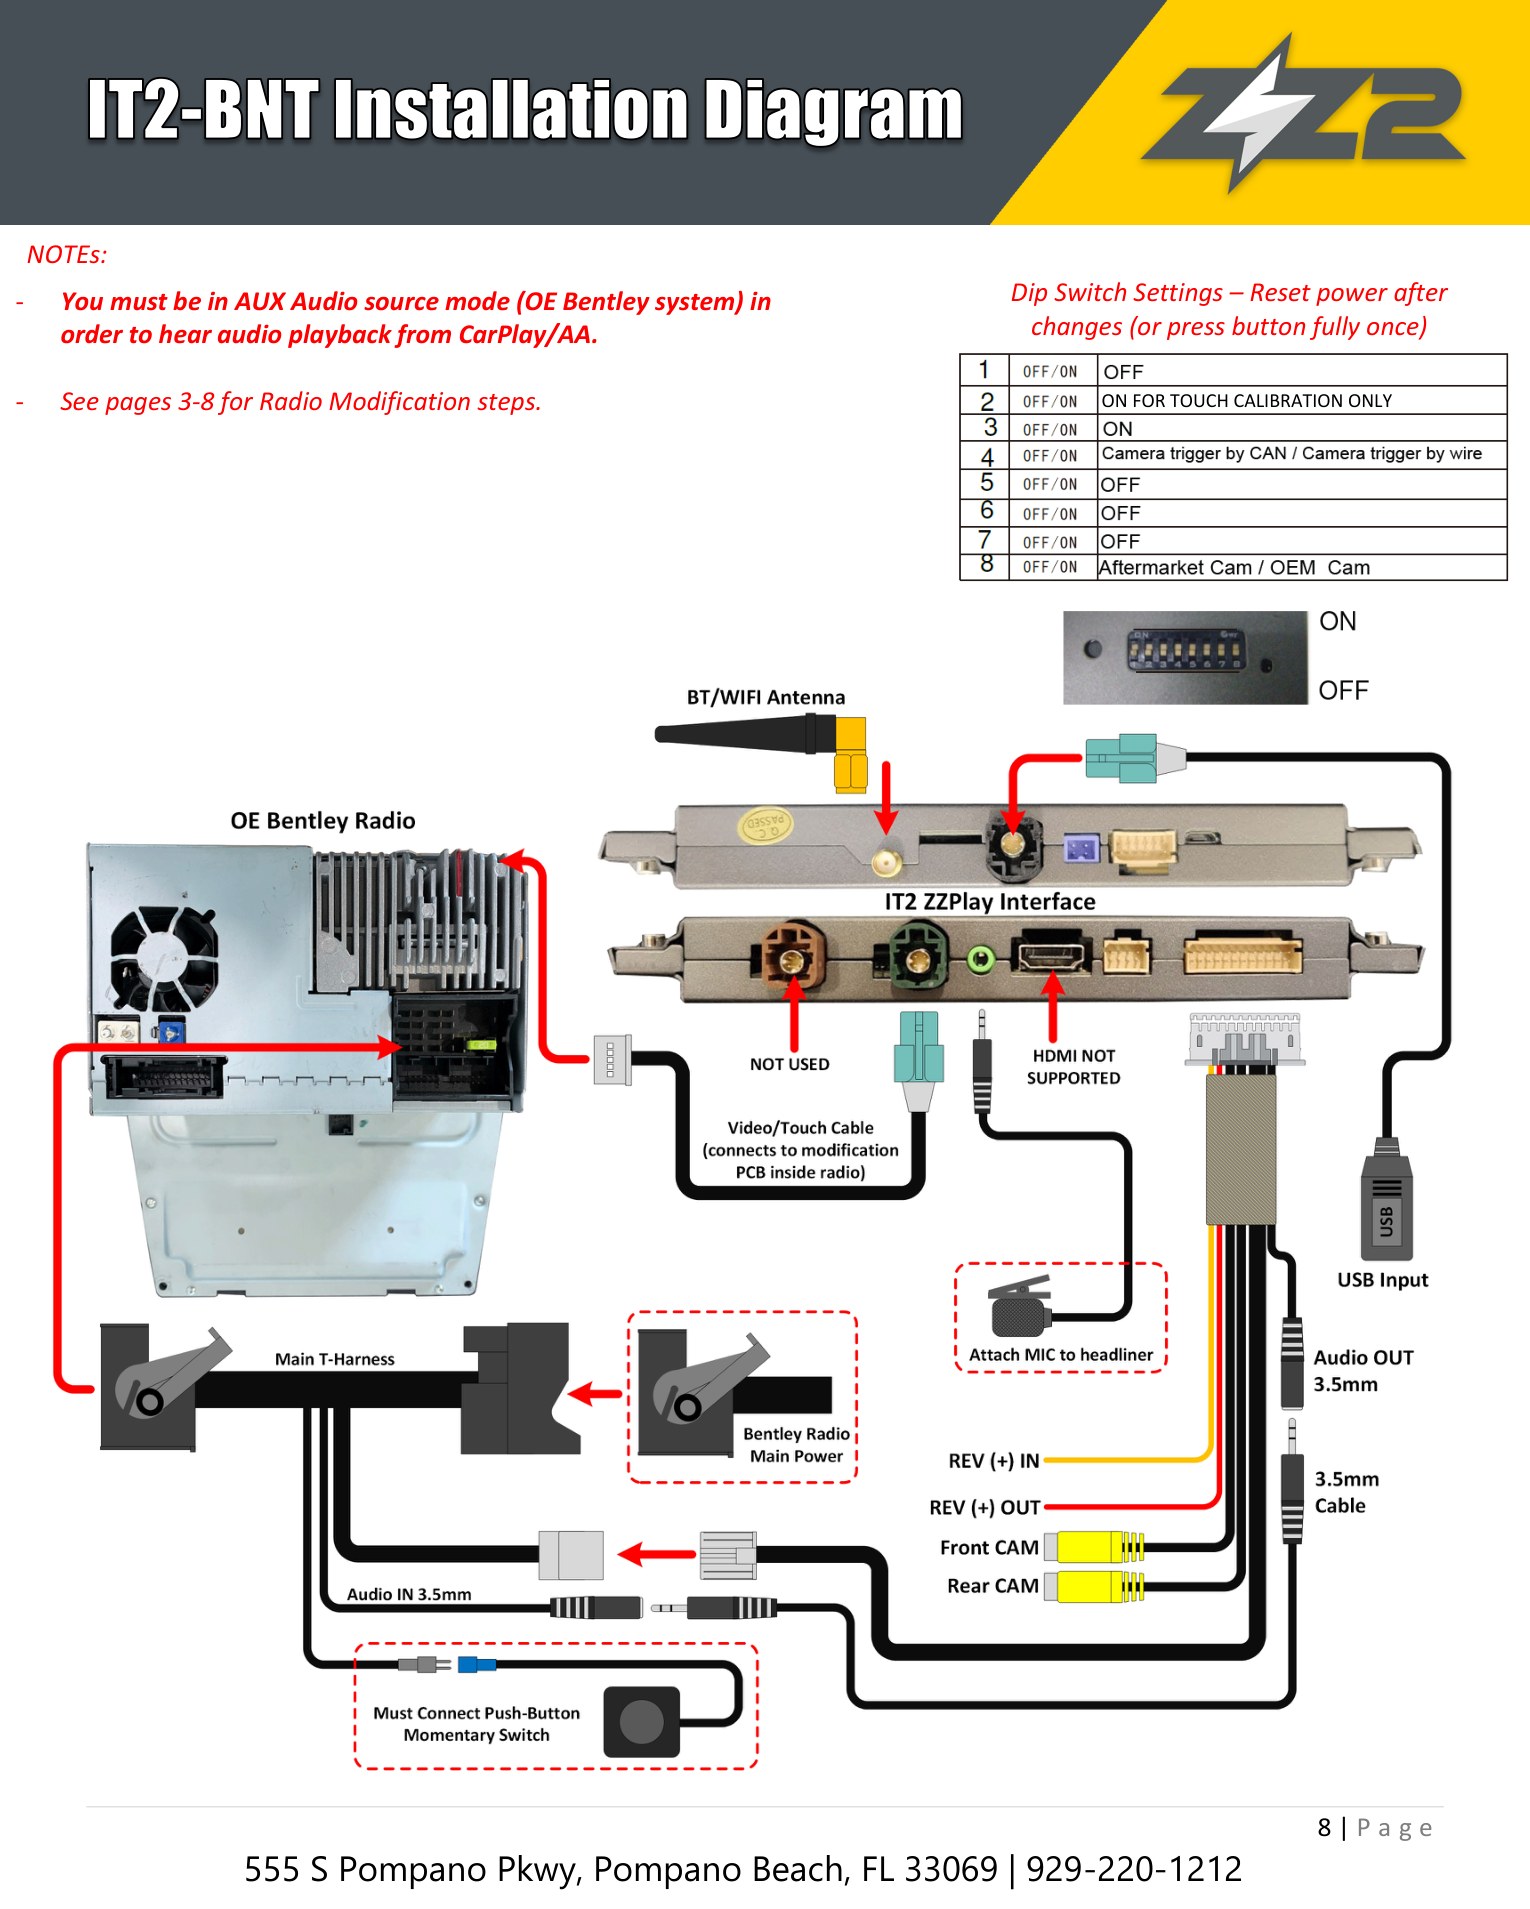 IT2-BNT Installation Diagram
ZZ2
NOTEs:
- You must be in AUX Audio source mode (OE Bentley system) in
order to hear audio playback from CarPlay/AA.
- See pages 3-8 for Radio Modification steps.
Dip Switch Settings – Reset power after
changes (or press button fully once)
1 OFF/ON OFF
2 OFF/ON ON FOR TOUCH CALIBRATION ONLY
3 OFF/ON ON
4 OFF/ON Camera trigger by CAN / Camera trigger by wire
5 OFF/ON OFF
6 OFF/ON OFF
7 OFF/ON OFF
8 OFF/ON Aftermarket Cam / OEM Cam
ON
OFF
BT/WIFI Antenna
OE Bentley Radio
Q.C.
PASSED
IT2 ZZPlay Interface
NOT USED
HDMI NOT
SUPPORTED
Video/Touch Cable
(connects to modification
PCB inside radio)
USB
USB Input
Attach MIC to headliner
Main T-Harness
Bentley Radio
Main Power
Audio OUT
3.5mm
REV (+) IN
REV (+) OUT
3.5mm
Cable
Front CAM
Rear CAM
Audio IN 3.5mm
Must Connect Push-Button
Momentary Switch
8 | Page
555 S Pompano Pkwy, Pompano Beach, FL 33069 | 929-220-1212